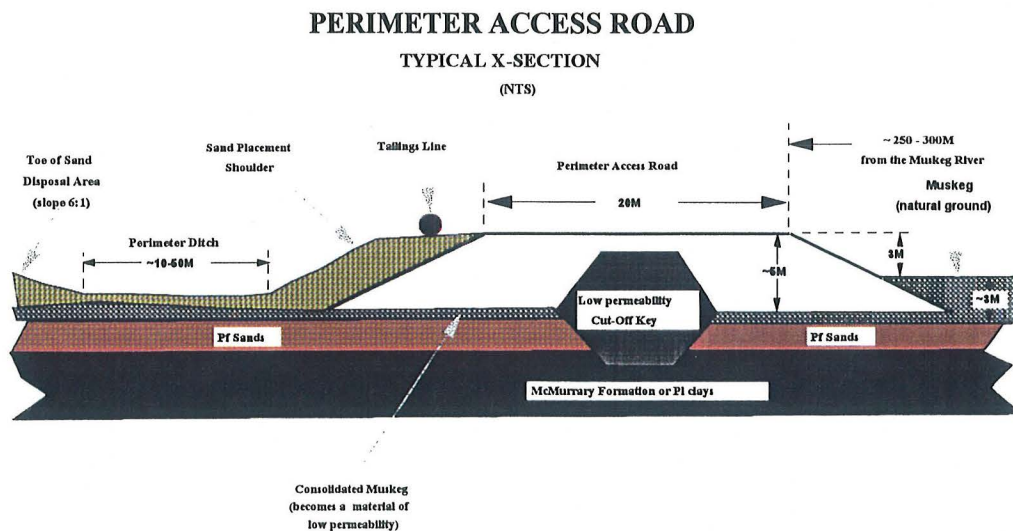 PERIMETER ACCESS ROAD
TYPICAL X-SECTION
(NTS)
Toe of Sand
Disposal Area
(slope 6:1)
Sand Placement
Shoulder
Tailings Line
Perimeter Access Road
20M
~ 250 - 300M
from the Muskeg River
Muskeg
(natural ground)
Perimeter Ditch
~10-50M
3M
~5M
~3M
Low permeability
Cut-Off Key
Pf Sands
Pf Sands
McMurrary Formation or Pl clays
Consolidated Muskeg
(becomes a material of
low permeability)